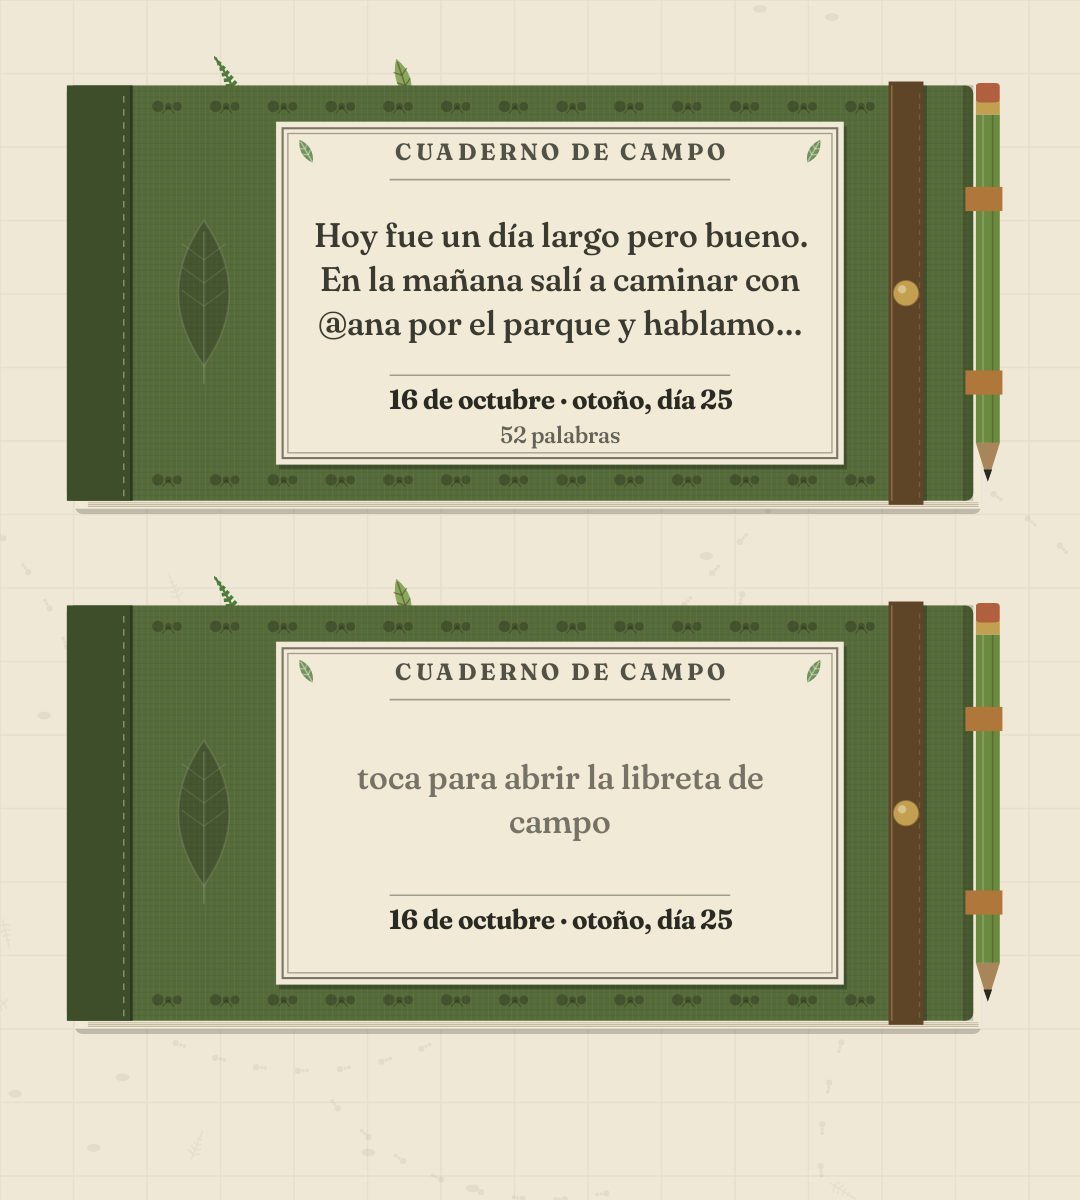 CUADERNO DE CAMPO
Hoy fue un día largo pero bueno.
En la mañana salí a caminar con
@ana por el parque y hablamo...
16 de octubre · otoño, día 25
52 palabras
CUADERNO DE CAMPO
toca para abrir la libreta de
campo
16 de octubre · otoño, día 25